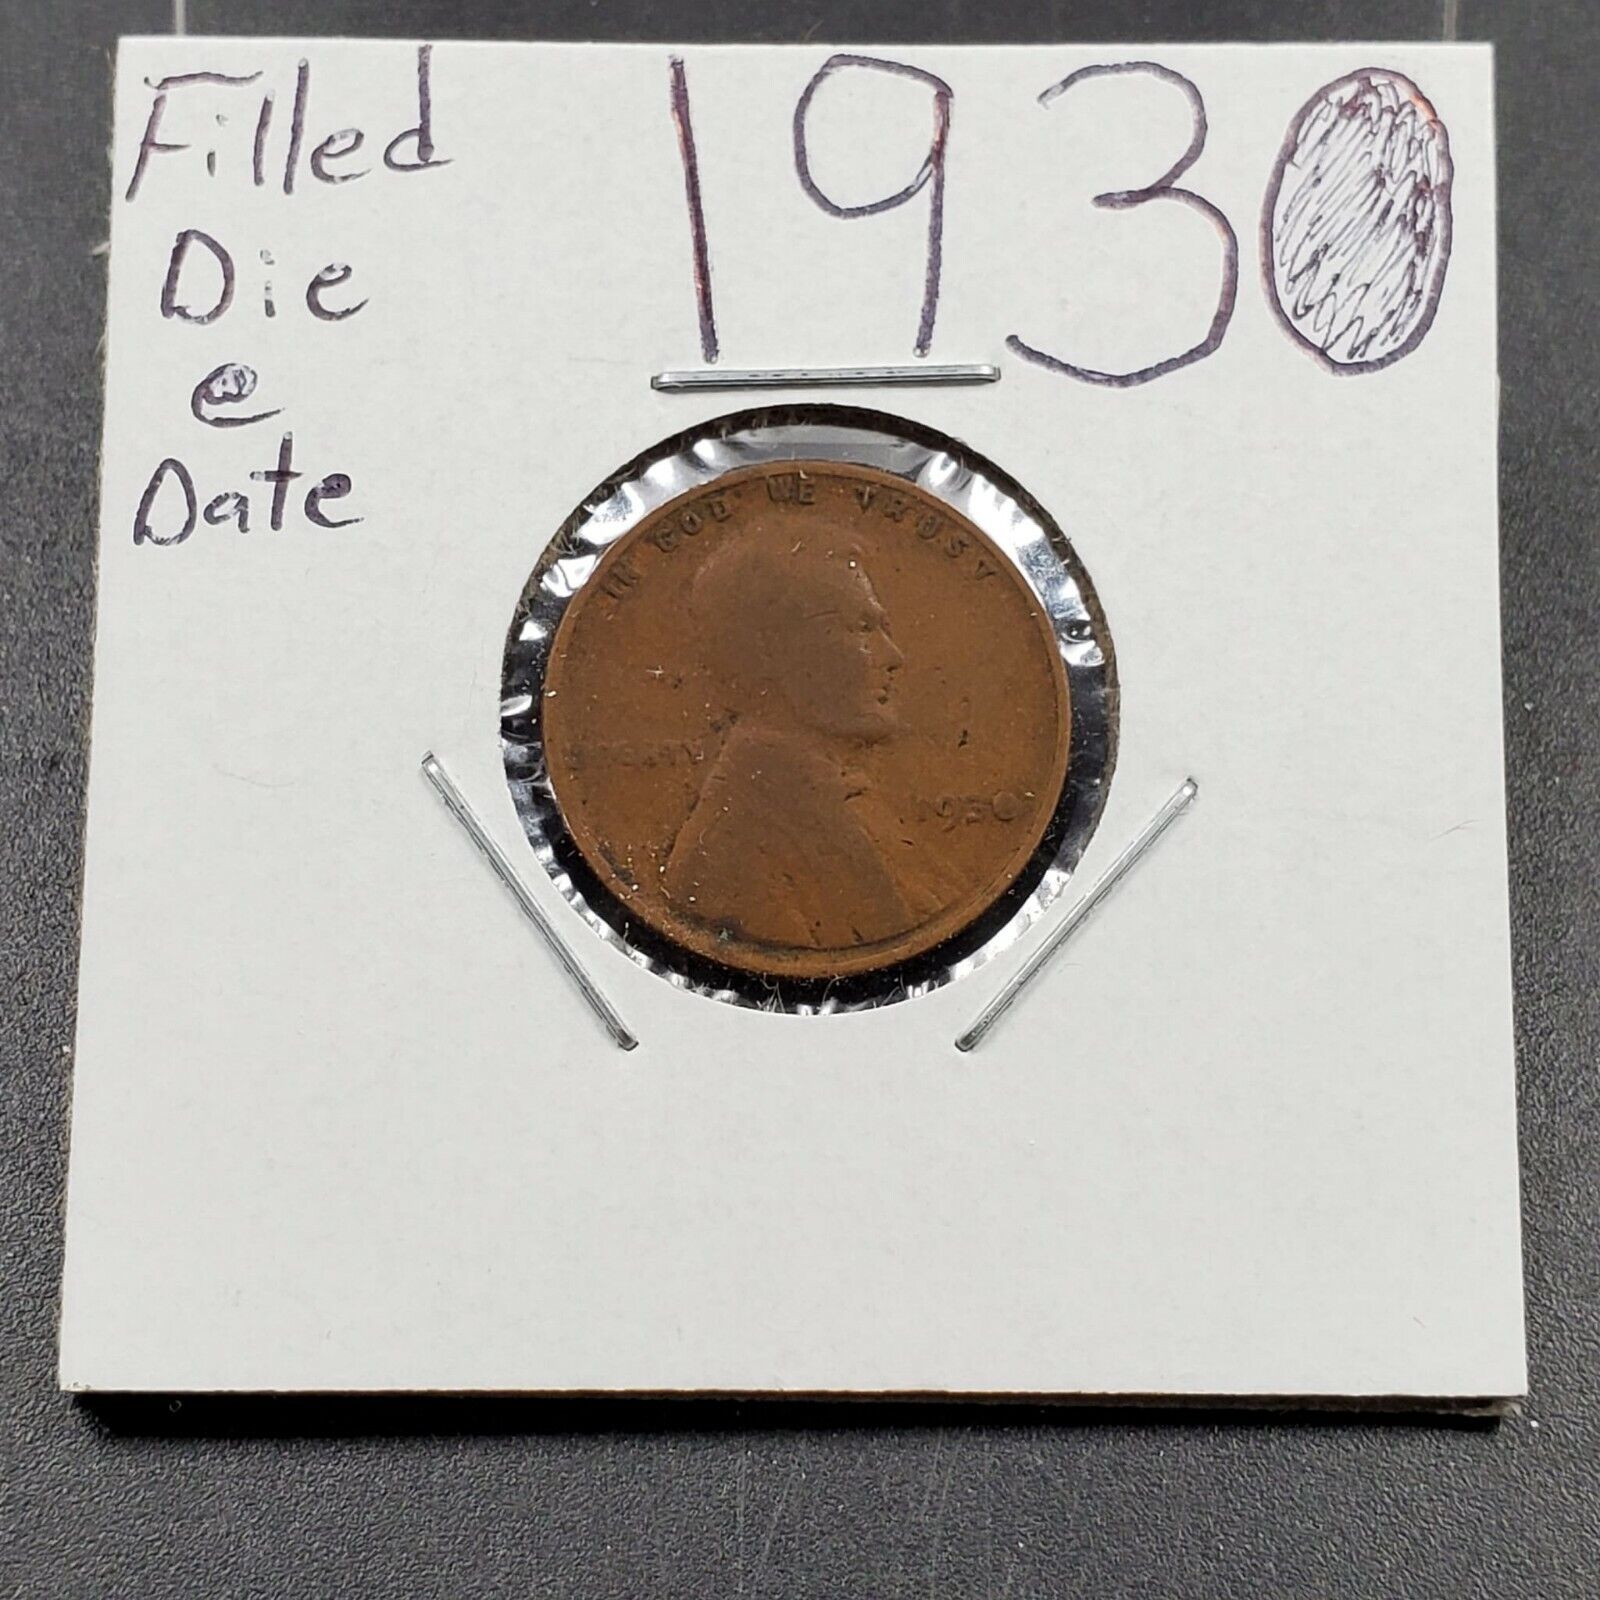 Filled
Die
@
Date
1930
IN GOD WE TRUST
LIBERTY
1930